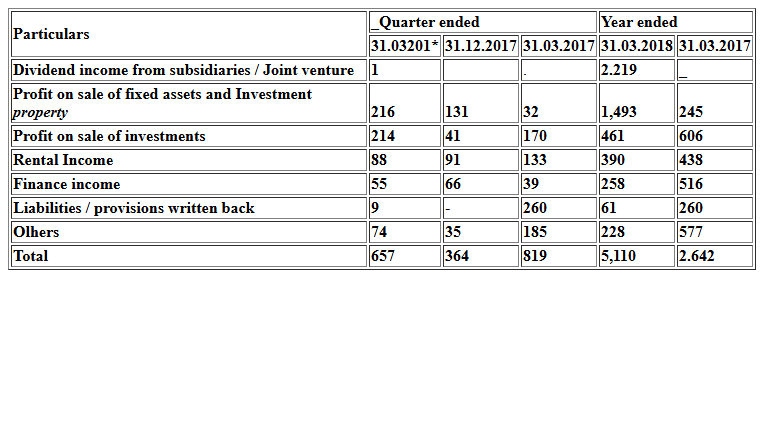 Particulars _Quarter ended Year ended
31.03201* 31.12.2017 31.03.2017 31.03.2018 31.03.2017
Dividend income from subsidiaries / Joint venture 1 . 2.219 _
Profit on sale of fixed assets and Investment
property 216 131 32 1,493 245
Profit on sale of investments 214 41 170 461 606
Rental Income 88 91 133 390 438
Finance income 55 66 39 258 516
Liabilities / provisions written back 9 - 260 61 260
Olhers 74 35 185 228 577
Total 657 364 819 5,110 2.642